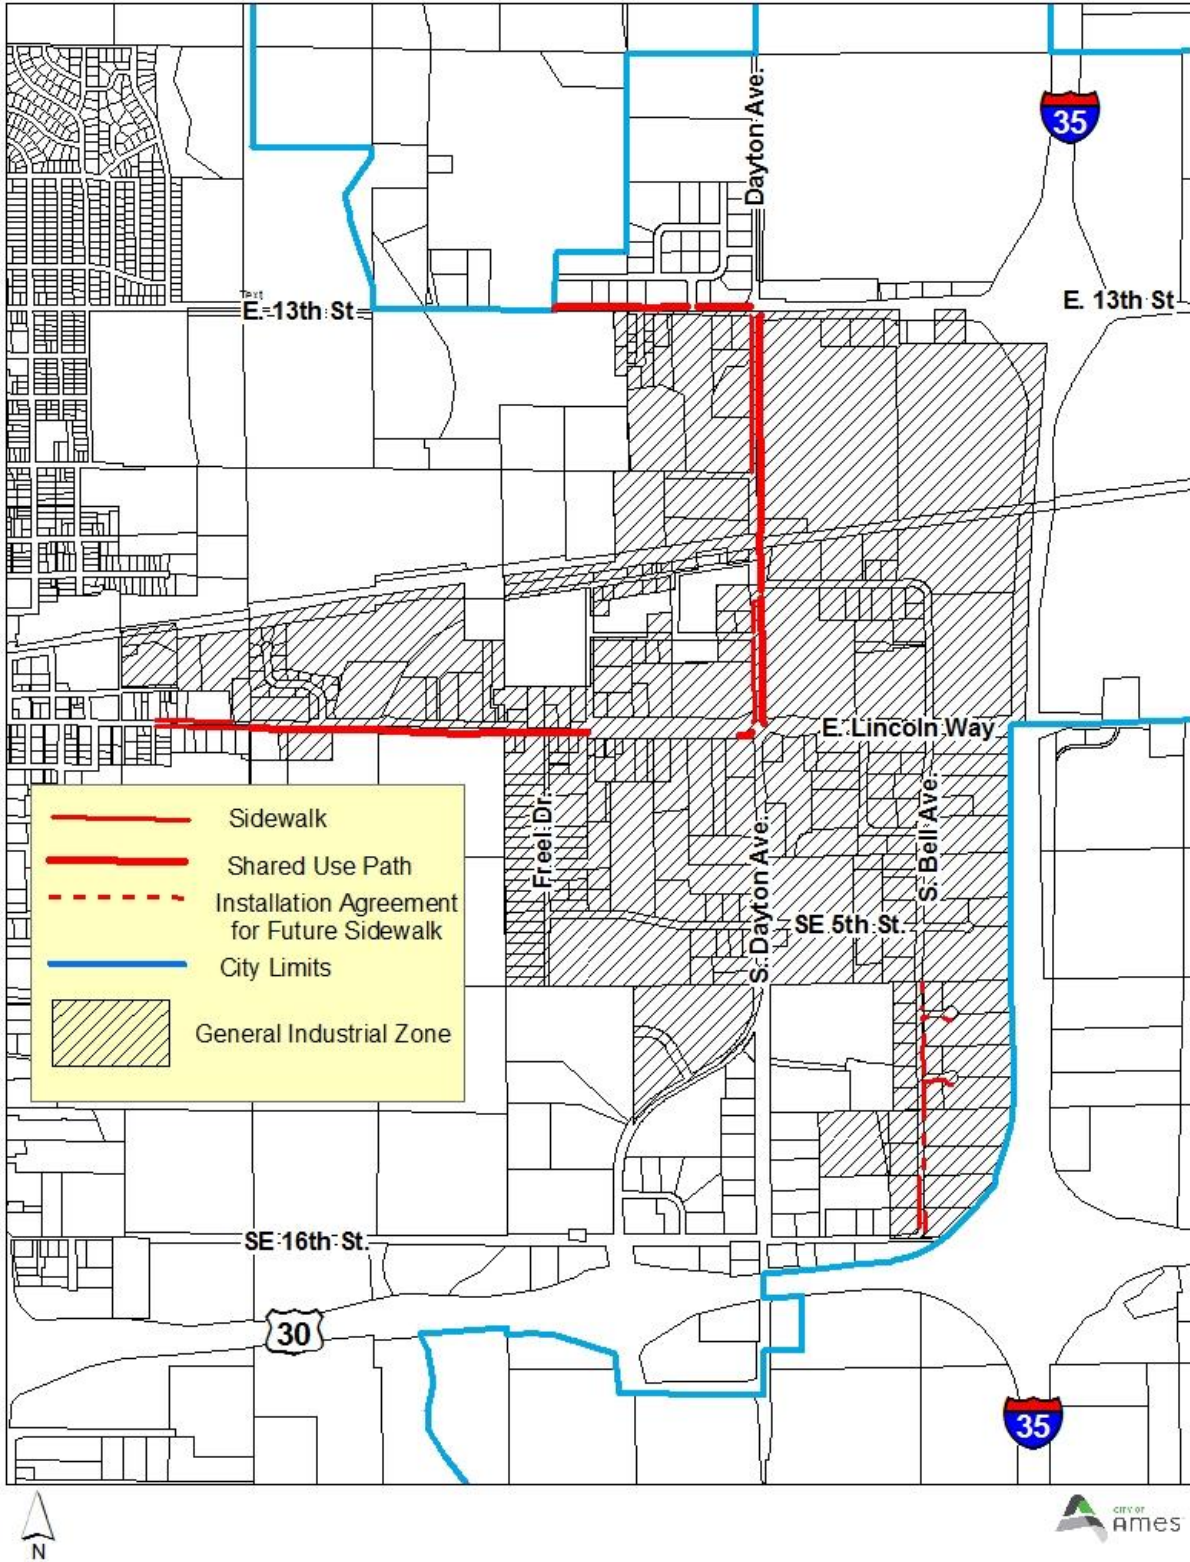 Dayton Ave.
35
Text
E. 13th St
E. 13th St
E. Lincoln Way
Freel Dr.
S. Dayton Ave.
S. Bell Ave.
SE 5th St.
Sidewalk
Shared Use Path
Installation Agreement
for Future Sidewalk
City Limits
General Industrial Zone
SE 16th St.
30
35
N
CITY OF
Ames